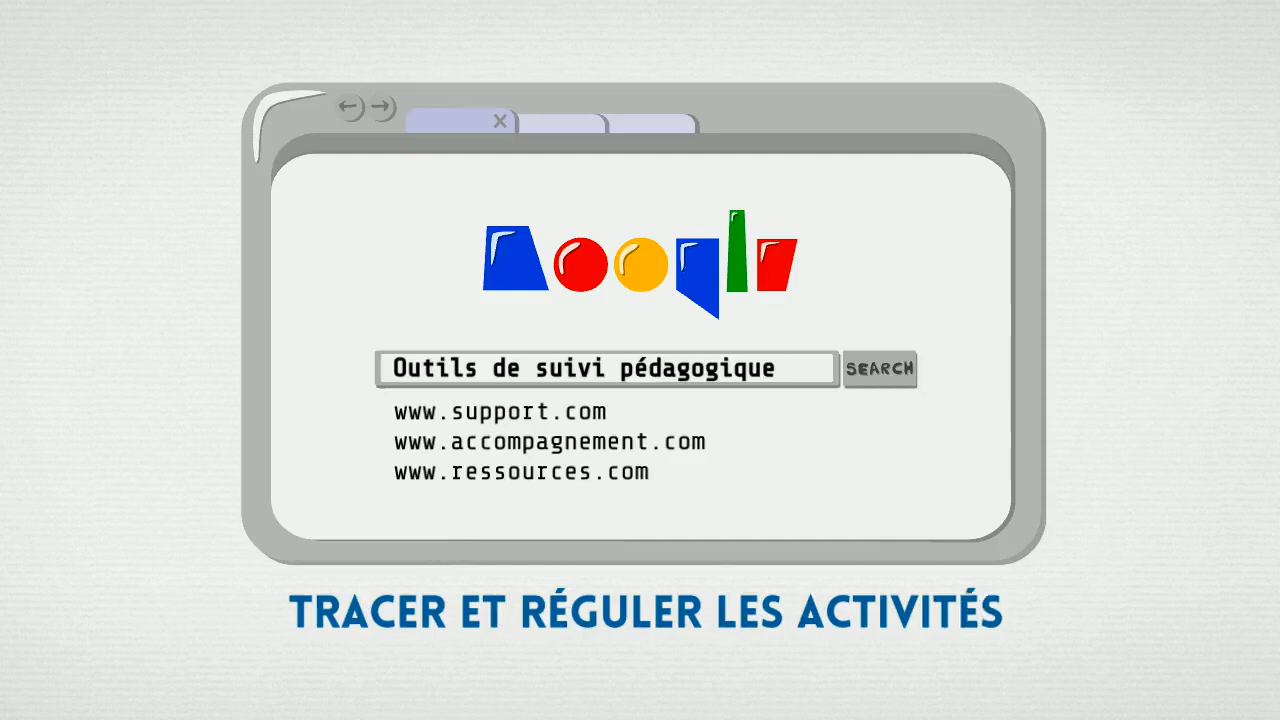 Outils de suivi pédagogique
SEARCH
www.support.com
www.accompagnement.com
www.ressources.com
TRACER ET RÉGULER LES ACTIVITÉS